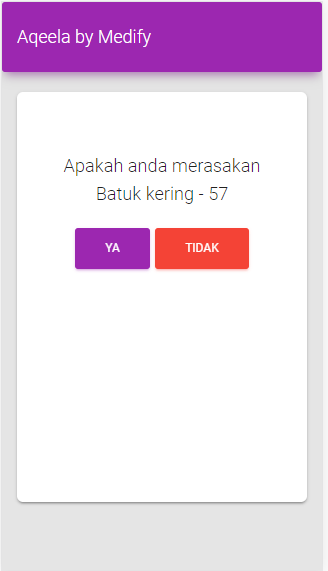 Aqeela by Medify
Apakah anda merasakan
Batuk kering - 57
YA
TIDAK